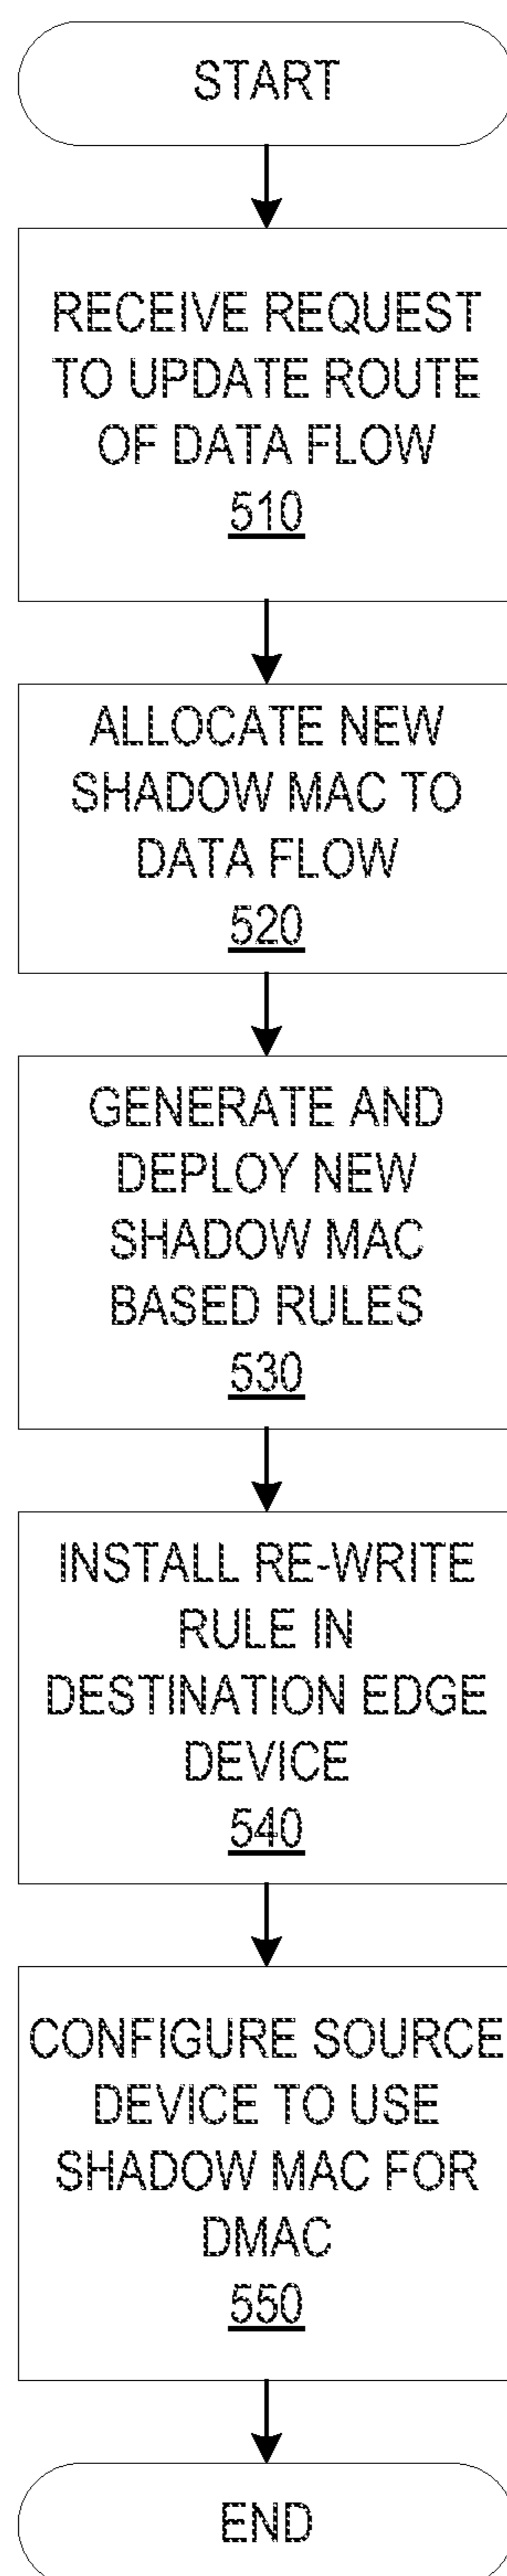 START
RECEIVE REQUEST
TO UPDATE ROUTE
OF DATA FLOW
510
ALLOCATE NEW
SHADOW MAC TO
DATA FLOW
520
GENERATE AND
DEPLOY NEW
SHADOW MAC
BASED RULES
530
INSTALL RE-WRITE
RULE IN
DESTINATION EDGE
DEVICE
540
CONFIGURE SOURCE
DEVICE TO USE
SHADOW MAC FOR
DMAC
550
END